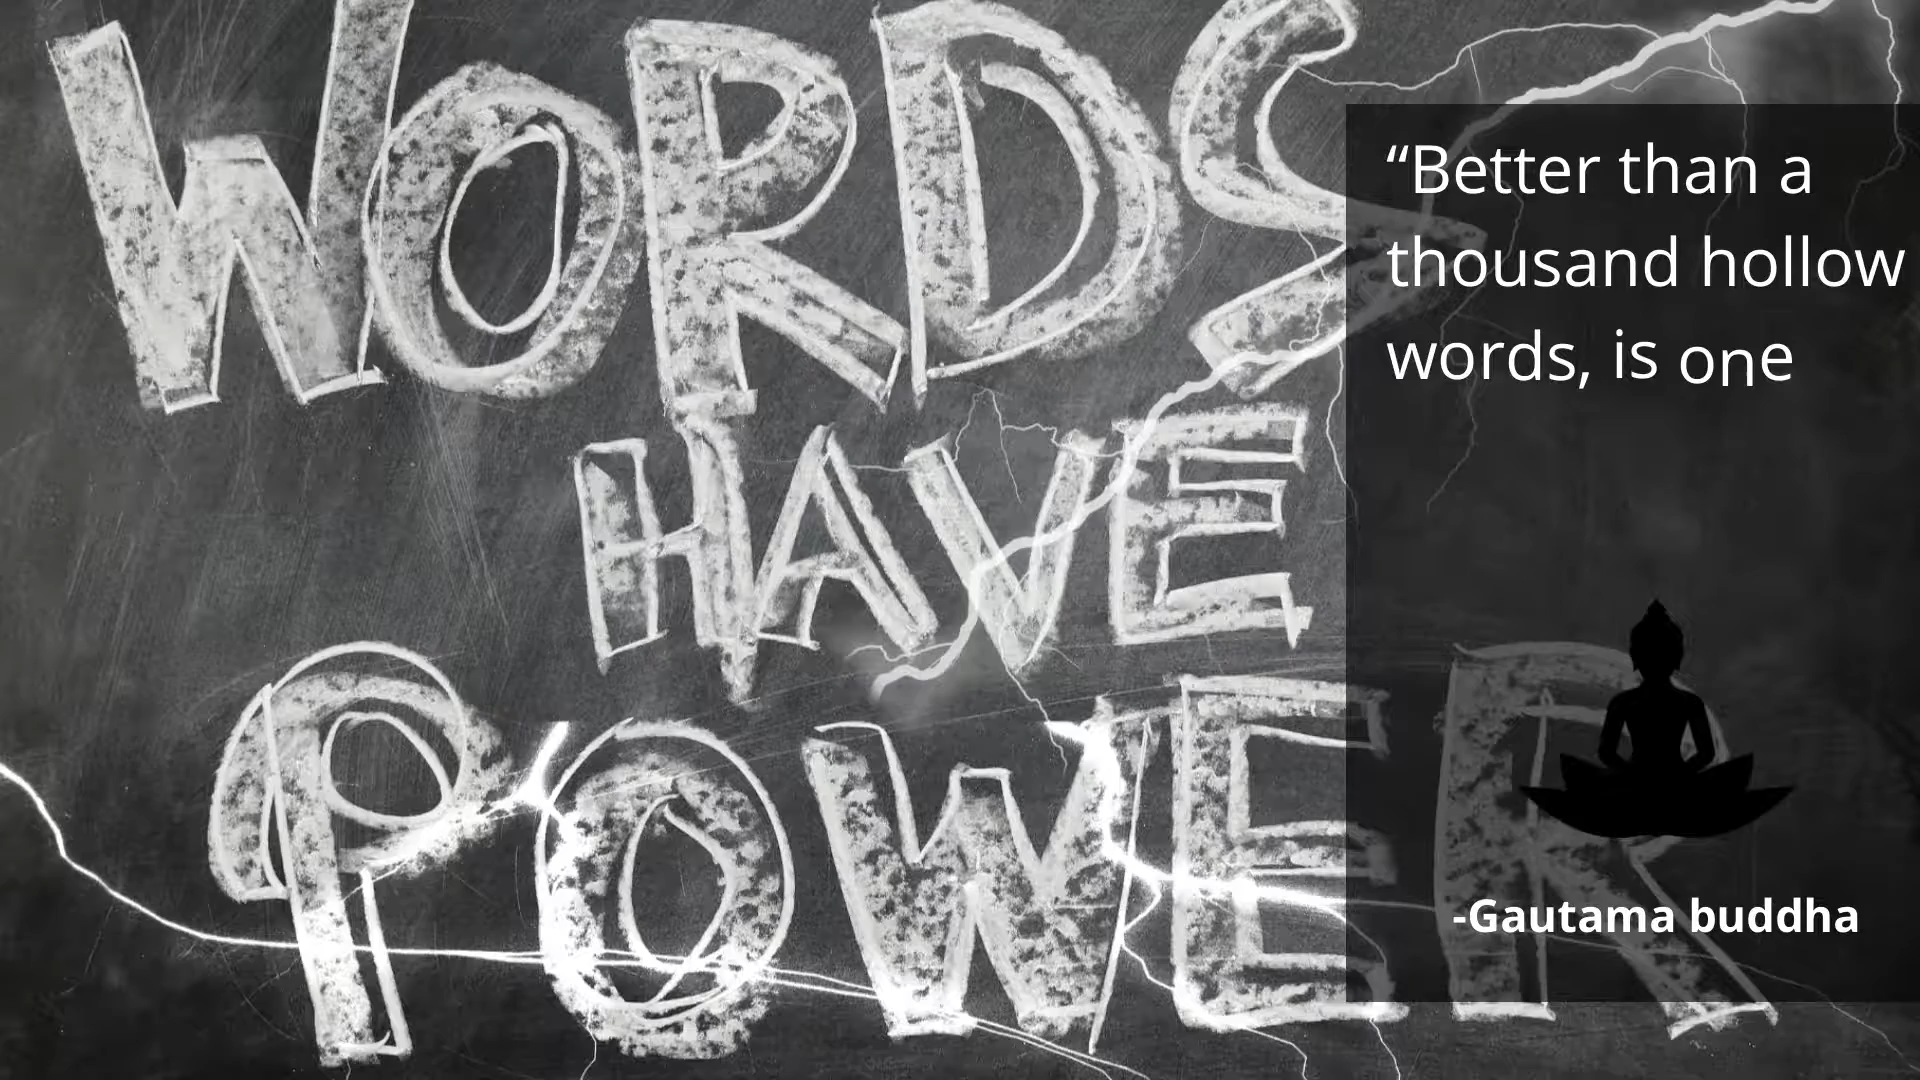 WORDS
HAVE
POWER
“Better than a
thousand hollow
words, is one
-Gautama buddha